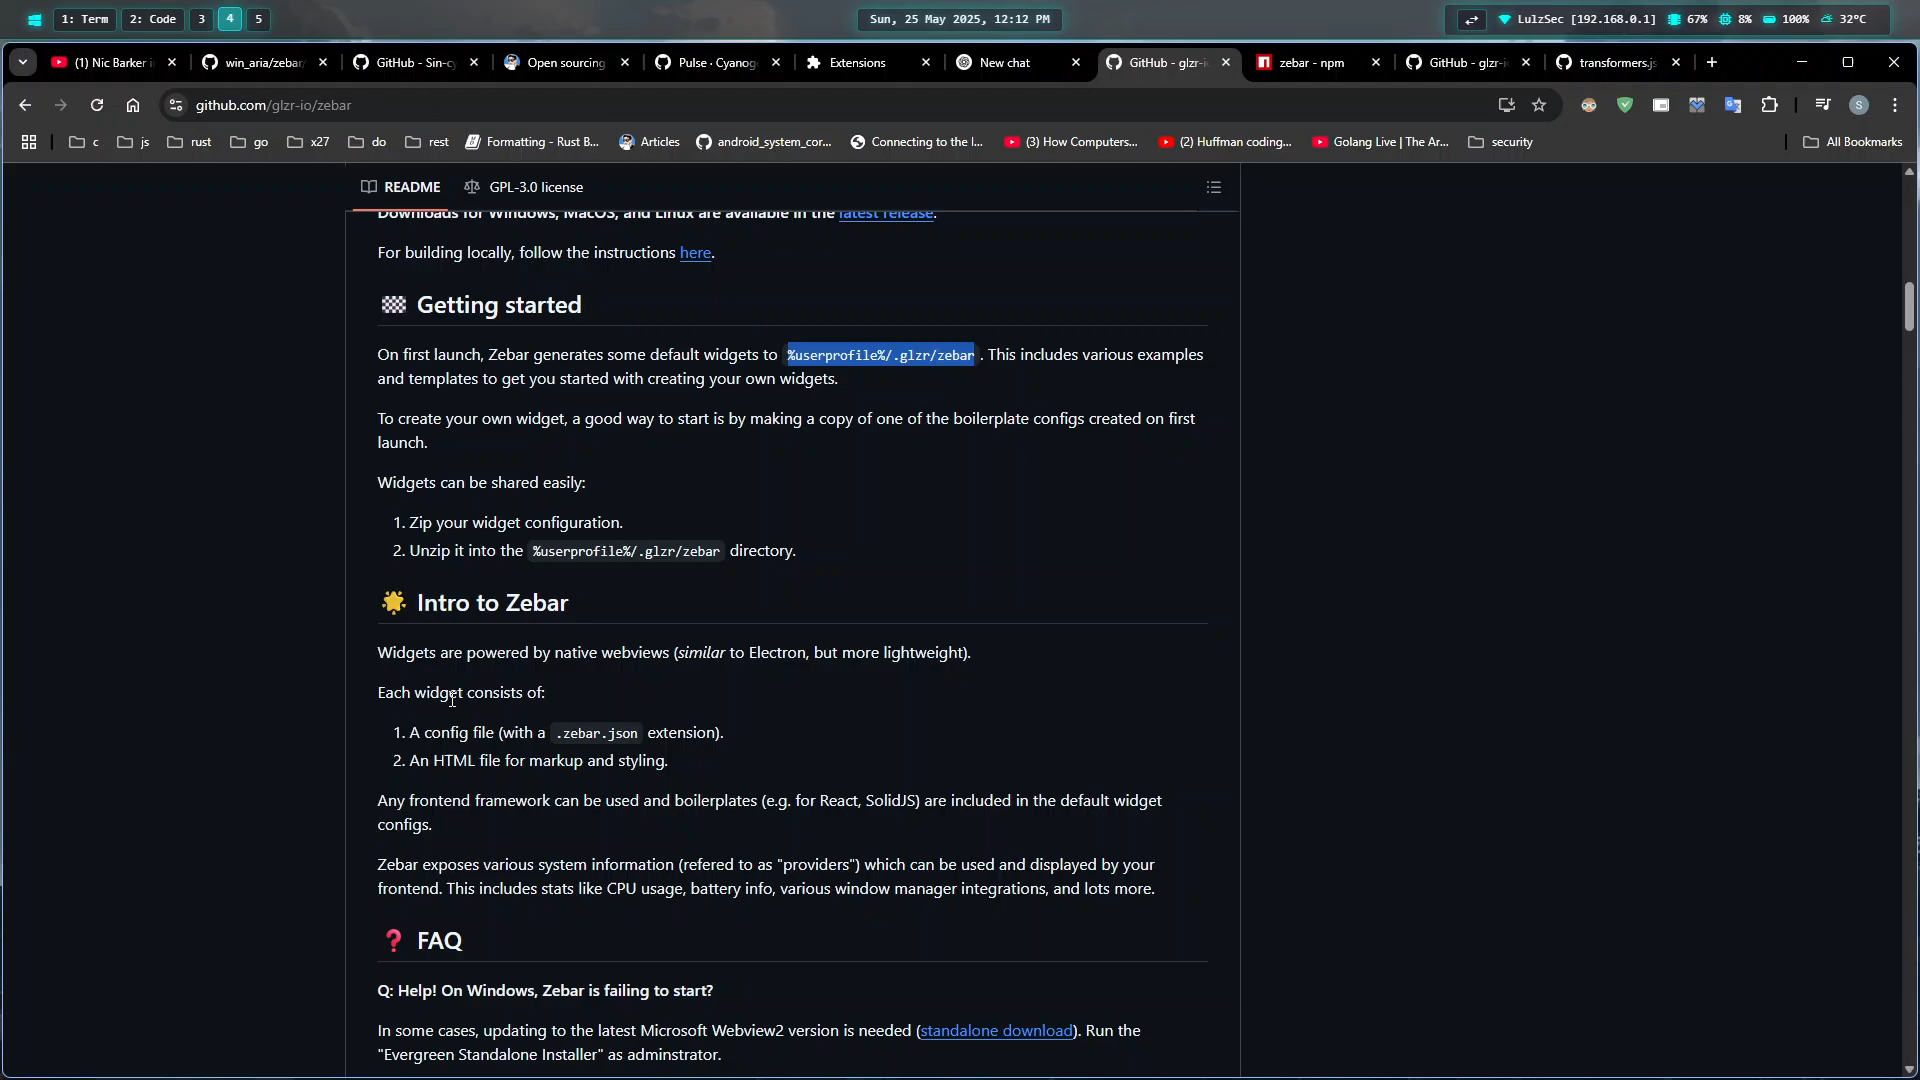 1: Term 2: Code 3 4 5
Sun, 25 May 2025, 12:12 PM
LulzSec [192.168.0.1] 67% 8% 100% 32°C
(1) Nic Barker i
win_aria/zebar/
GitHub - Sin-cy
Open sourcing
Pulse · Cyanog
Extensions
New chat
GitHub - glzr-i
zebar - npm
GitHub - glzr-i
transformers.js
github.com/glzr-io/zebar
S
c js rust go x27 do rest Formatting - Rust B... Articles android_system_cor... Connecting to the I... (3) How Computers... (2) Huffman coding... Golang Live | The Ar... security All Bookmarks
README GPL-3.0 license
Downloads for Windows, MacOS, and Linux are available in the latest release.
For building locally, follow the instructions here.
Getting started
On first launch, Zebar generates some default widgets to %userprofile%/.glzr/zebar . This includes various examples
and templates to get you started with creating your own widgets.
To create your own widget, a good way to start is by making a copy of one of the boilerplate configs created on first
launch.
Widgets can be shared easily:
1. Zip your widget configuration.
2. Unzip it into the %userprofile%/.glzr/zebar directory.
Intro to Zebar
Widgets are powered by native webviews (similar to Electron, but more lightweight).
Each widget consists of:
1. A config file (with a .zebar.json extension).
2. An HTML file for markup and styling.
Any frontend framework can be used and boilerplates (e.g. for React, SolidJS) are included in the default widget
configs.
Zebar exposes various system information (refered to as "providers") which can be used and displayed by your
frontend. This includes stats like CPU usage, battery info, various window manager integrations, and lots more.
FAQ
Q: Help! On Windows, Zebar is failing to start?
In some cases, updating to the latest Microsoft Webview2 version is needed (standalone download). Run the
"Evergreen Standalone Installer" as adminstrator.